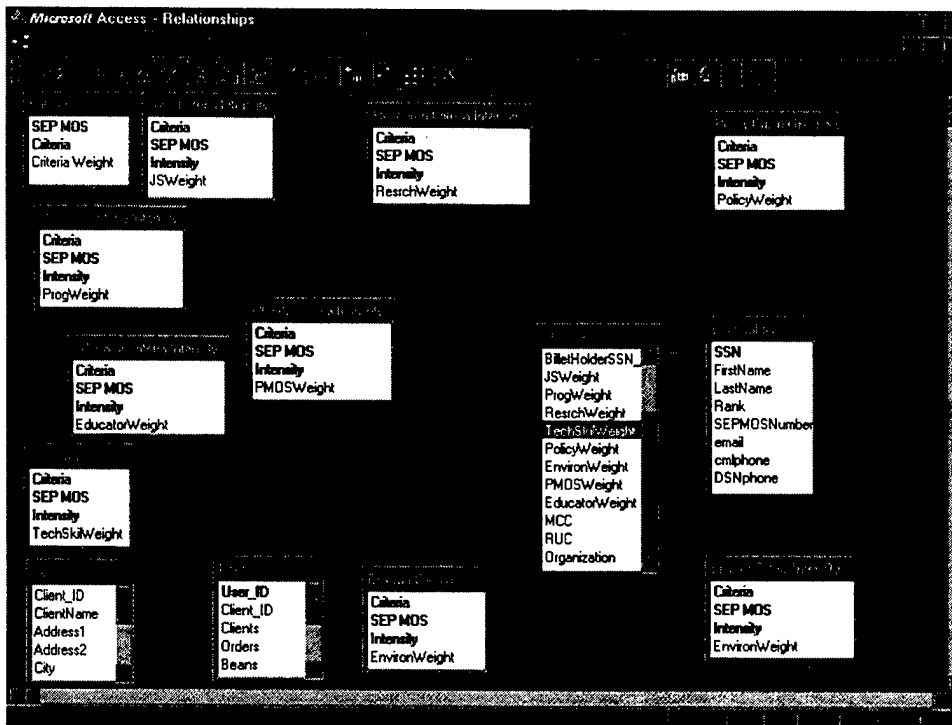 Microsoft Access - Relationships
SEP MOS
Criteria
Criteria Weight
Criteria
SEP MOS
Intensity
JSWeight
Criteria
SEP MOS
Intensity
ResrchWeight
Criteria
SEP MOS
Intensity
PolicyWeight
Criteria
SEP MOS
Intensity
ProgWeight
Criteria
SEP MOS
Intensity
PMOSWeight
Criteria
SEP MOS
Intensity
EducatorWeight
BilletHolderSSN_
JSWeight
ProgWeight
ResrchWeight
TechSkilWeight
PolicyWeight
EnvironWeight
PMOSWeight
EducatorWeight
MCC
RUC
Organization
SSN
FirstName
LastName
Rank
SEPMOSNumber
email
cmlphone
DSNphone
Criteria
SEP MOS
Intensity
TechSkilWeight
Client_ID
ClientName
Address1
Address2
City
User_ID
Client_ID
Clients
Orders
Beans
Criteria
SEP MOS
Intensity
EnvironWeight
Criteria
SEP MOS
Intensity
EnvironWeight